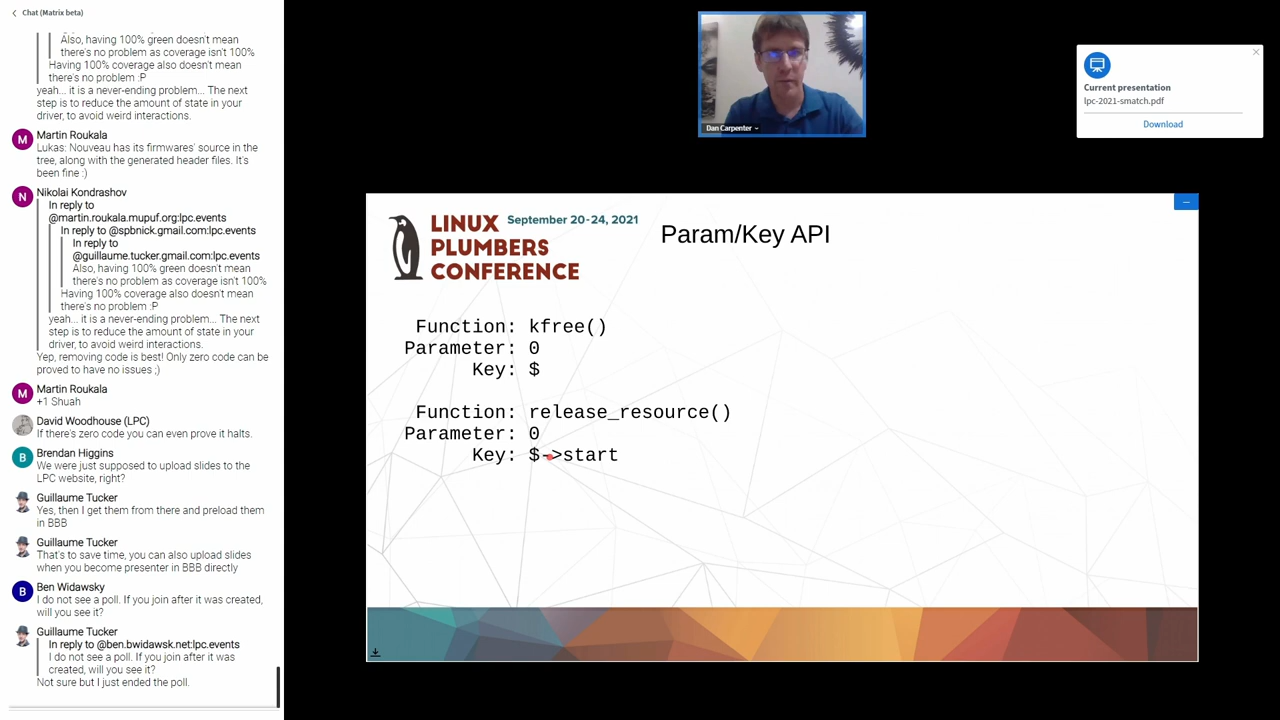 Chat (Matrix beta)
Also, having 100% green doesn't mean
there's no problem as coverage isn't 100%
Having 100% coverage also doesn't mean
there's no problem :P
yeah... it is a never-ending problem... The next
step is to reduce the amount of state in your
driver, to avoid weird interactions.
M
Martin Roukala
Lukas: Nouveau has its firmwares' source in the
tree, along with the generated header files. It's
been fine :)
N
Nikolai Kondrashov
In reply to
@martin.roukala.mupuf.org:lpc.events
In reply to @spbnick.gmail.com:lpc.events
In reply to
@guillaume.tucker.gmail.com:lpc.events
Also, having 100% green doesn't mean
there's no problem as coverage isn't 100%
Having 100% coverage also doesn't mean
there's no problem :P
yeah... it is a never-ending problem... The next
step is to reduce the amount of state in your
driver, to avoid weird interactions.
Yep, removing code is best! Only zero code can be
proved to have no issues ;)
M
Martin Roukala
+1 Shuah
David Woodhouse (LPC)
If there's zero code you can even prove it halts.
B
Brendan Higgins
We were just supposed to upload slides to the
LPC website, right?
Guillaume Tucker
Yes, then I get them from there and preload them
in BBB
Guillaume Tucker
That's to save time, you can also upload slides
when you become presenter in BBB directly
B
Ben Widawsky
I do not see a poll. If you join after it was created,
will you see it?
Guillaume Tucker
In reply to @ben.bwidawsk.net:lpc.events
I do not see a poll. If you join after it was
created, will you see it?
Not sure but I just ended the poll.
Dan Carpenter
Current presentation
lpc-2021-smatch.pdf
Download
LINUX
PLUMBERS
CONFERENCE
September 20-24, 2021
Param/Key API
Function: kfree()
Parameter: 0
Key: $
Function: release_resource()
Parameter: 0
Key: $->start